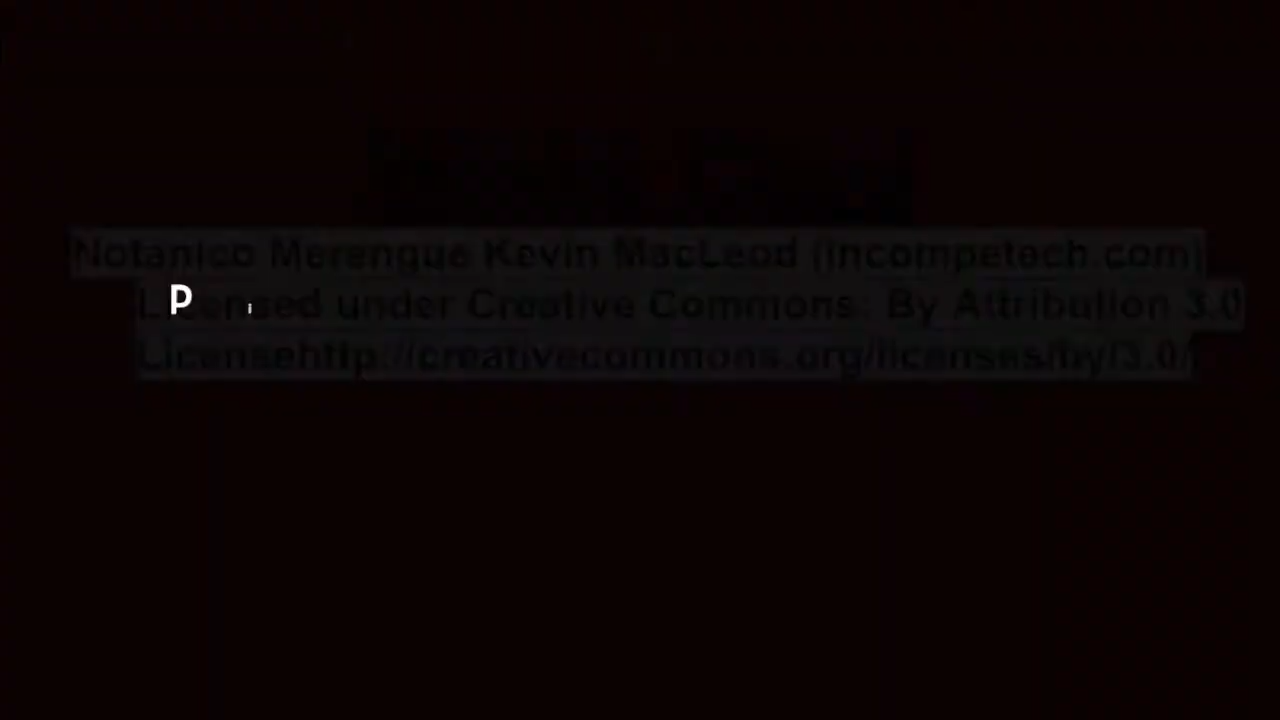 Notanico Merengue Kevin MacLeod (incompetech.com)
Licensed under Creative Commons: By Attribution 3.0
Licensehttp://creativecommons.org/licenses/by/3.0/
P i